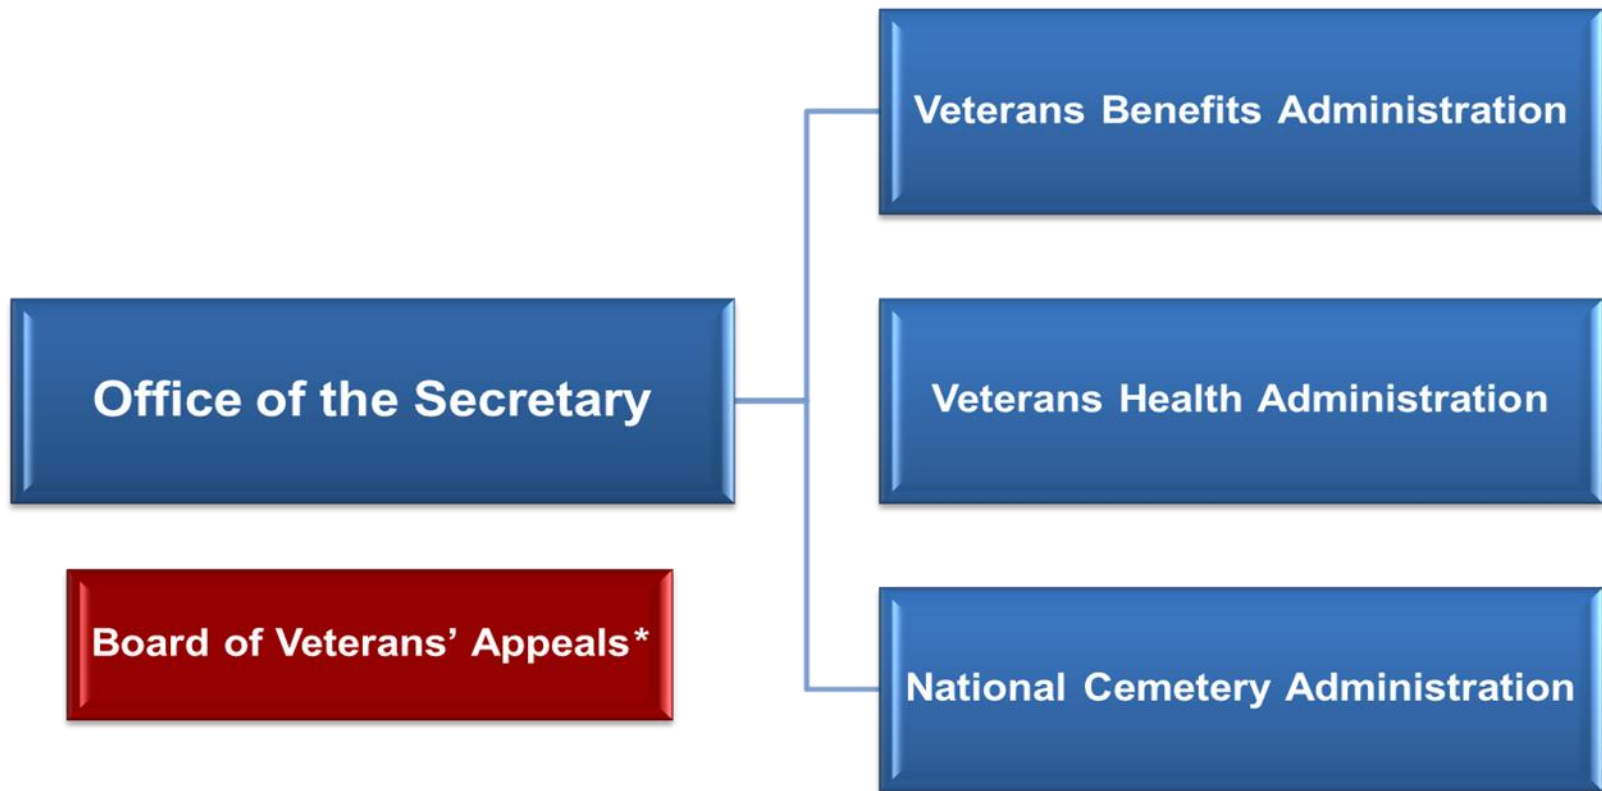 Veterans Benefits Administration
Office of the Secretary
Veterans Health Administration
Board of Veterans’ Appeals*
National Cemetery Administration